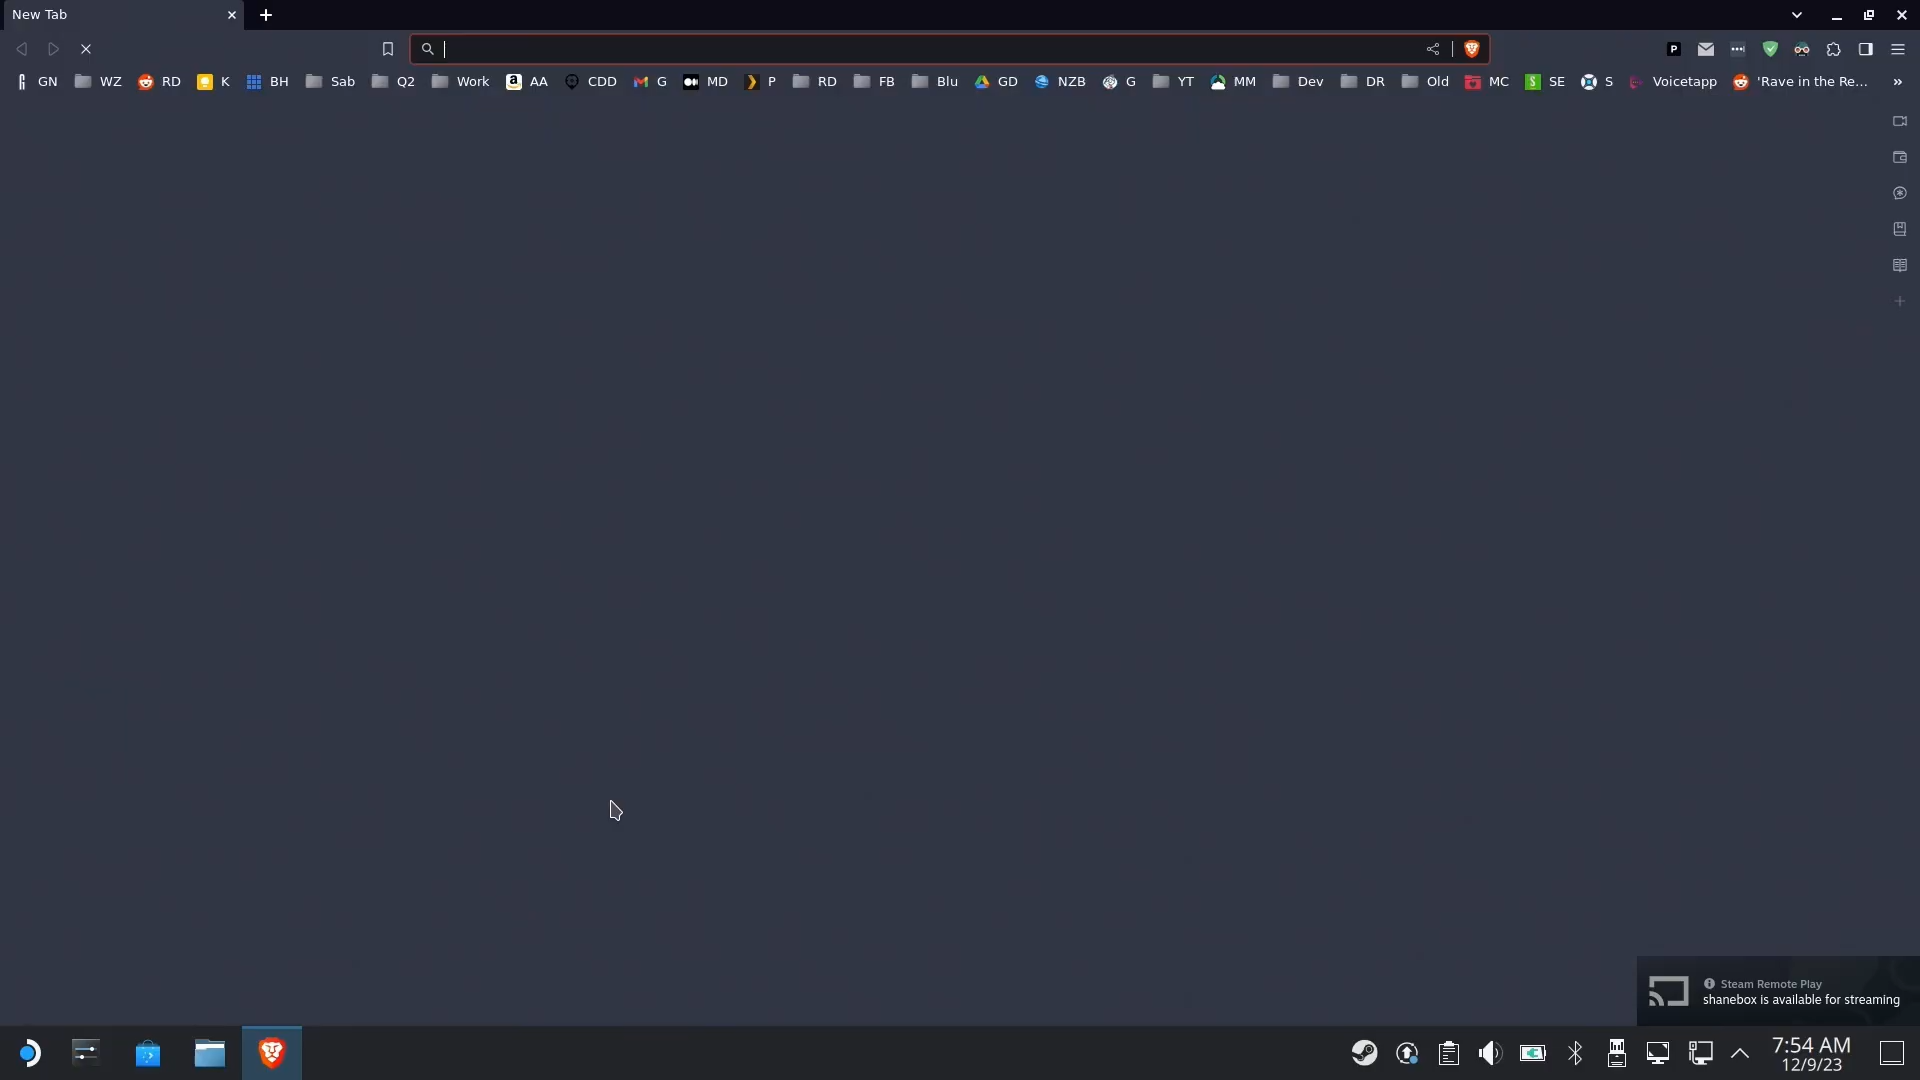 New Tab
GN WZ RD K BH Sab Q2 Work AA CDD G MD P RD FB Blu GD NZB G YT MM Dev DR Old MC SE S Voicetapp 'Rave in the Re... »
Steam Remote Play
shanebox is available for streaming
7:54 AM
12/9/23